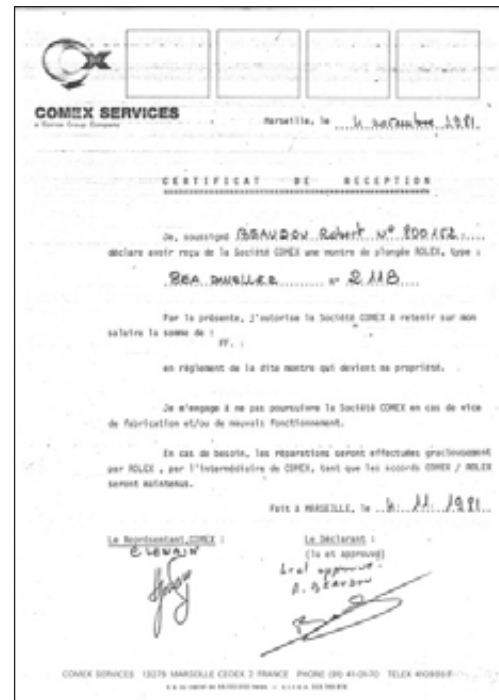 COMEX SERVICES
Marseille, le 4 novembre 1981
CERTIFICAT DE RECEPTION
Je, soussigné BEAUDOU Robert N° 800152
déclare avoir reçu de la Société COMEX une montre de plongée ROLEX, type :
SEA DWELLER n° 2118
Par la présente, j'autorise la Société COMEX à retenir sur mon
salaire la somme de :
FF. :
en règlement de la dite montre qui devient ma propriété.
Je m'engage à ne pas poursuivre la Société COMEX en cas de vice
de fabrication et/ou de mauvais fonctionnement.
En cas de besoin, les réparations seront effectuées gracieusement
par ROLEX, par l'intermédiaire de COMEX, tant que les accords COMEX / ROLEX
seront maintenus.
Fait à MARSEILLE, le 4. 11. 1981
Le Représentant COMEX :
Le Déclarant :
(lu et approuvé)
COMEX SERVICES 13275 MARSEILLE CEDEX 2 FRANCE PHONE (91) 41-01-70 TELEX